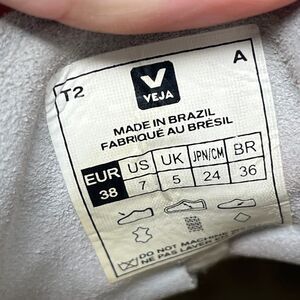 T2
A
V
VEJA
MADE IN BRAZIL
FABRIQUÉ AU BRÉSIL
EUR US UK JPN/CM BR
38 7 5 24 36
DO NOT MACHINE
NE PAS LAVER EN